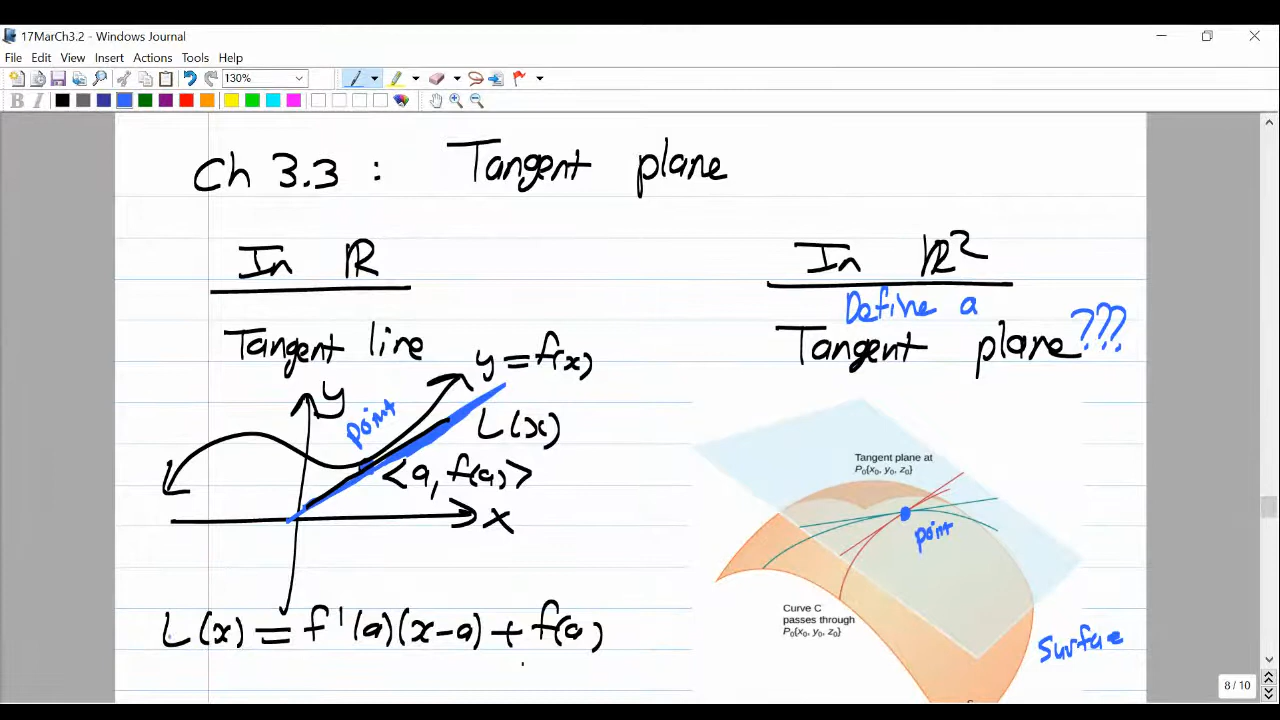 17MarCh3.2 - Windows Journal
File Edit View Insert Actions Tools Help
130%
B I
Ch 3.3 : Tangent plane
In ℝ
Tangent line
y = f(x)
y
point
L(x)
<a, f(a)>
x
L(x) = f'(a)(x-a) + f(a)
In ℝ²
Define a
Tangent plane???
Tangent plane at
P₀(x₀, y₀, z₀)
point
Curve C
passes through
P₀(x₀, y₀, z₀)
Surface
8 / 10